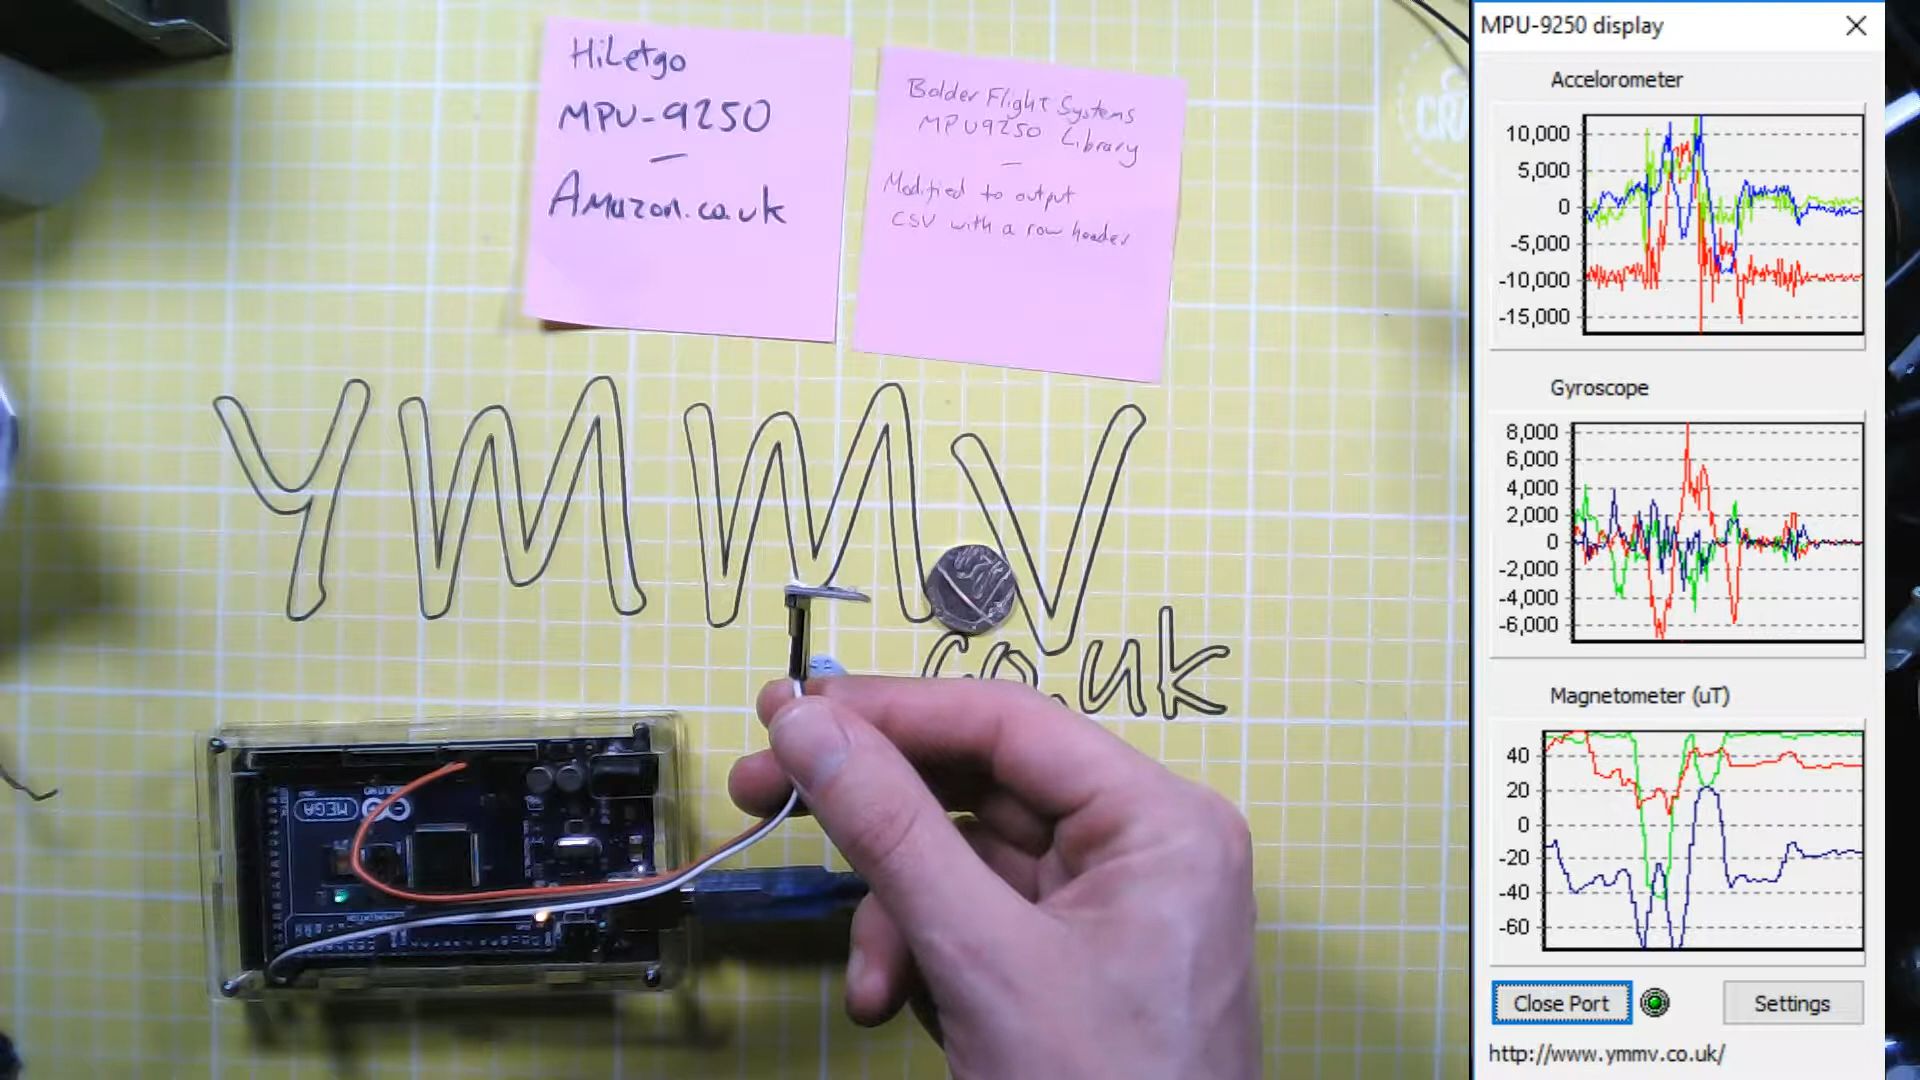 HiLetgo
MPU-9250
—
Amazon.co.uk
Bolder Flight Systems
MPU9250 Library
—
Modified to output
CSV with a row header
YMMV
.co.uk
MEGA
MPU-9250 display
Accelorometer
10,000
5,000
0
-5,000
-10,000
-15,000
Gyroscope
8,000
6,000
4,000
2,000
0
-2,000
-4,000
-6,000
Magnetometer (uT)
40
20
0
-20
-40
-60
Close Port
Settings
http://www.ymmv.co.uk/